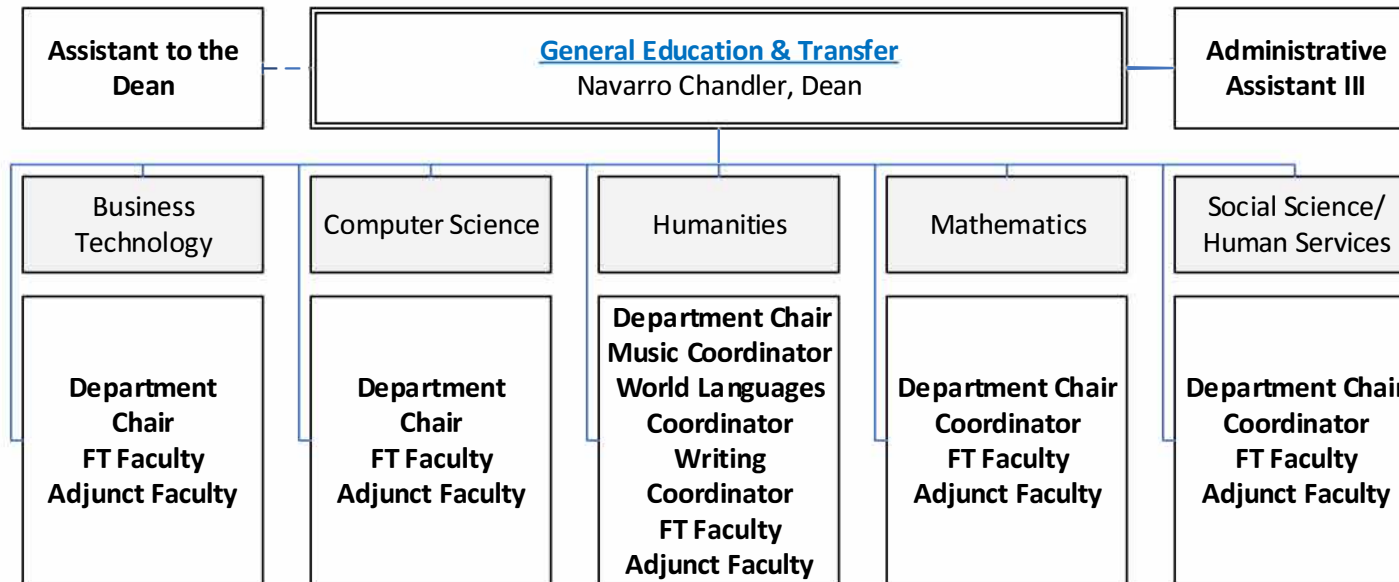 Assistant to the
Dean
General Education & Transfer
Navarro Chandler, Dean
Administrative
Assistant III
Business
Technology
Computer Science
Humanities
Mathematics
Social Science/
Human Services
Department
Chair
FT Faculty
Adjunct Faculty
Department
Chair
FT Faculty
Adjunct Faculty
Department Chair
Music Coordinator
World Languages
Coordinator
Writing
Coordinator
FT Faculty
Adjunct Faculty
Department Chair
Coordinator
FT Faculty
Adjunct Faculty
Department Chair
Coordinator
FT Faculty
Adjunct Faculty